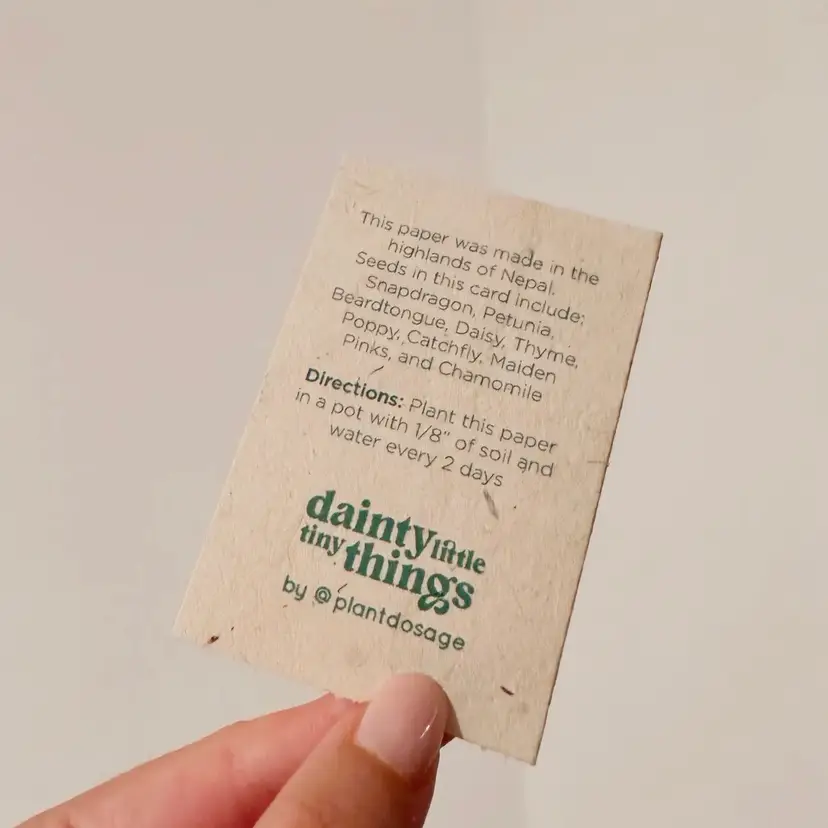 This paper was made in the
highlands of Nepal.
Seeds in this card include:
Snapdragon, Petunia,
Beardtongue, Daisy, Thyme,
Poppy, Catchfly, Maiden
Pinks, and Chamomile
Directions: Plant this paper
in a pot with 1/8" of soil and
water every 2 days
dainty little
tiny things
by @plantdosage